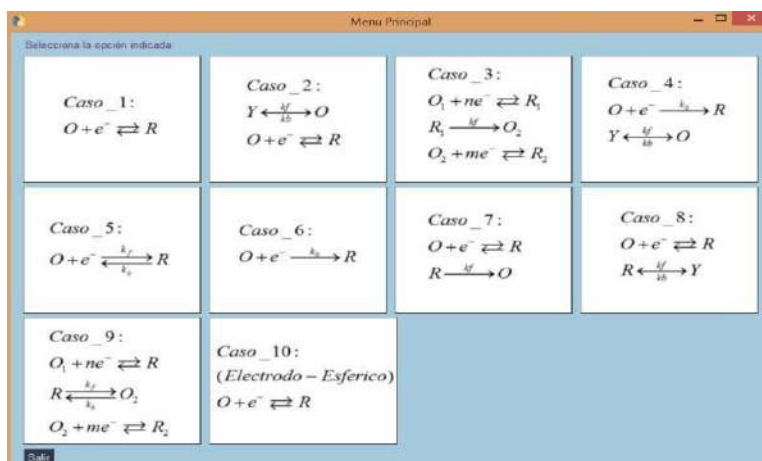 Menu Principal
Selecciona la opción indicada
Caso_1:
O + e⁻ ⇄ R
Caso_2:
Y ⟷ O (kf / kb)
O + e⁻ ⇄ R
Caso_3:
O₁ + ne⁻ ⇄ R₁
R₁ ⟶ O₂ (kf)
O₂ + me⁻ ⇄ R₂
Caso_4:
O + e⁻ ⟶ R (k₀)
Y ⟷ O (kf / kb)
Caso_5:
O + e⁻ ⇄ R (k_f / k_b)
Caso_6:
O + e⁻ ⟶ R (k₀)
Caso_7:
O + e⁻ ⇄ R
R ⟶ O (kf)
Caso_8:
O + e⁻ ⇄ R
R ⟷ Y (kf / kb)
Caso_9:
O₁ + ne⁻ ⇄ R
R ⇄ O₂ (k_f / k_b)
O₂ + me⁻ ⇄ R₂
Caso_10:
(Electrodo – Esferico)
O + e⁻ ⇄ R
Salir